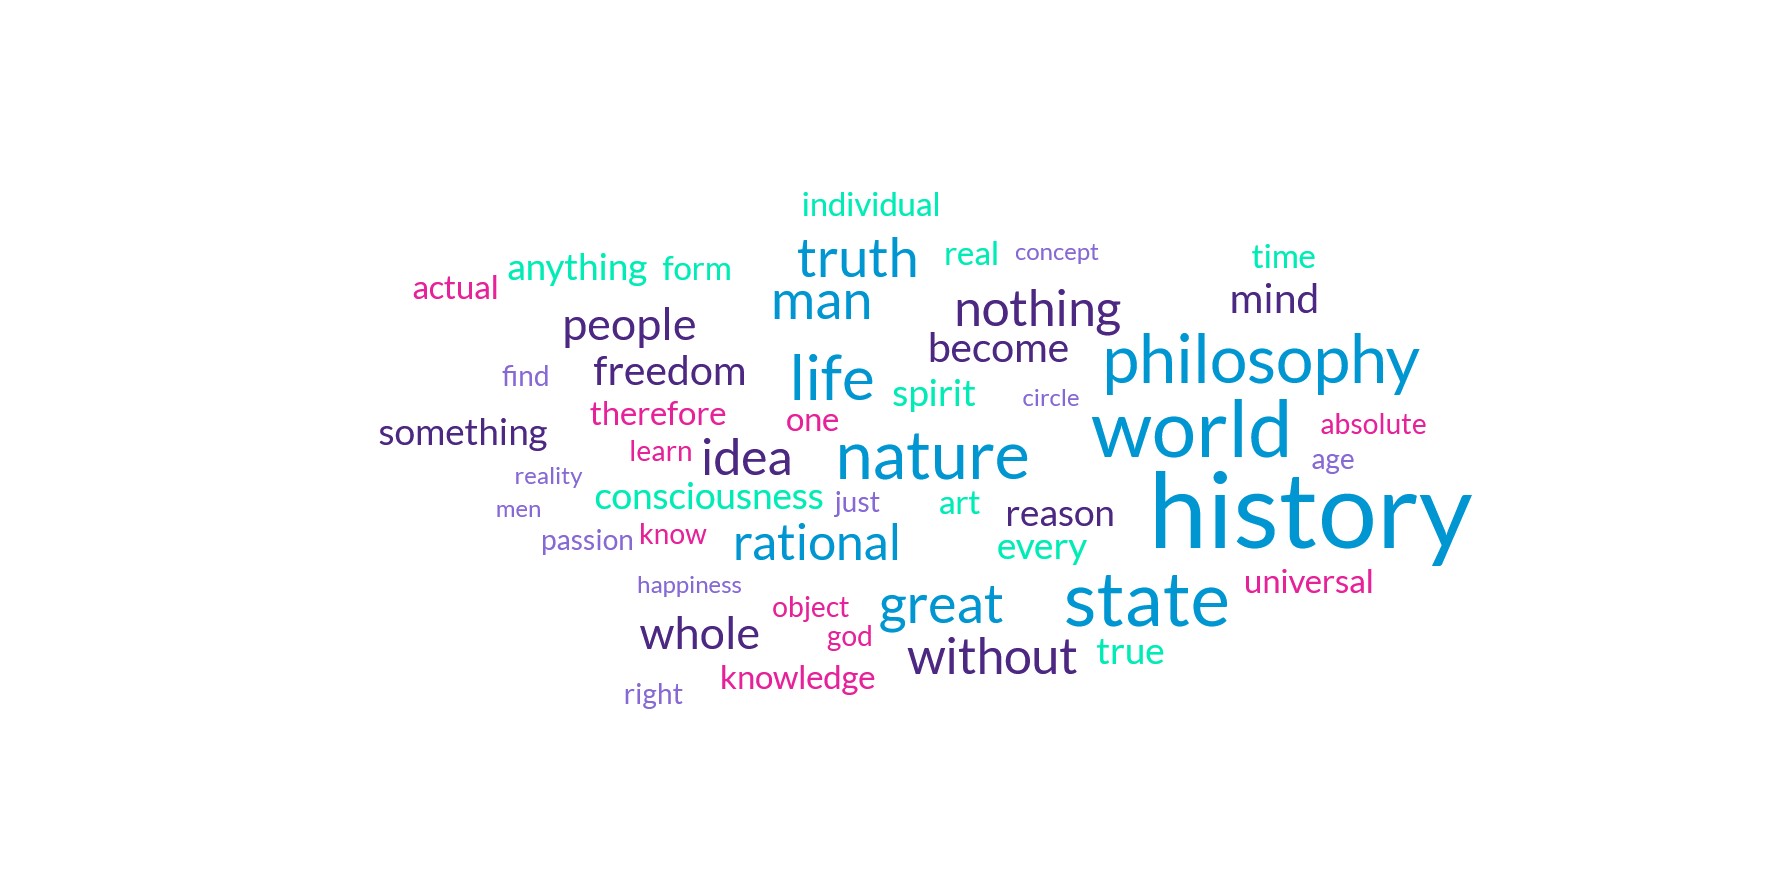 individual
truth real concept time
anything form
actual man nothing mind
people become philosophy
find freedom life spirit circle
something therefore one world absolute
learn idea nature age
reality consciousness just art reason history
men
passion know rational every
happiness object great state universal
whole god without true
right knowledge